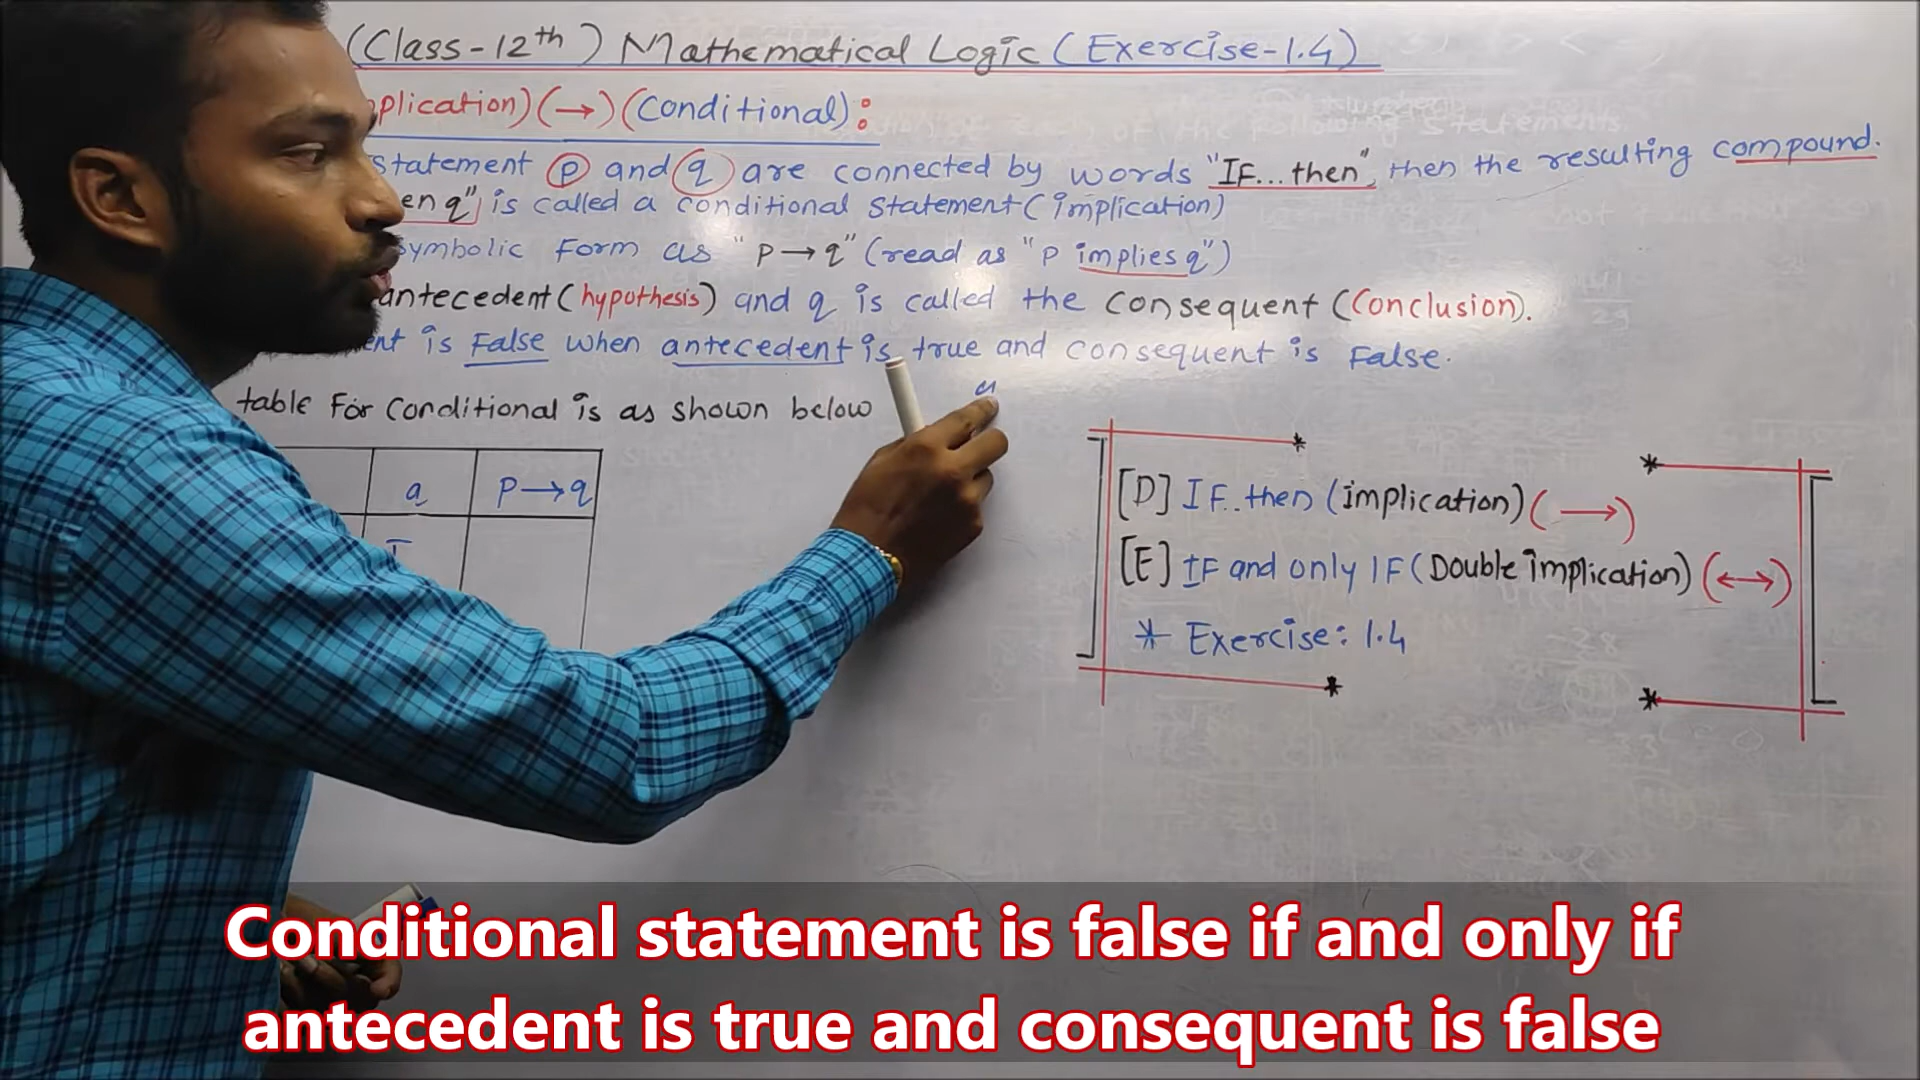 (Class-12th) Mathematical Logic (Exercise-1.4)
plication) (→) (Conditional):
statement p and q are connected by words "IF...then", then the resulting compound.
en q" is called a conditional statement (implication)
symbolic form as "P→q" (read as "P implies q")
antecedent (hypothesis) and q is called the Consequent (Conclusion).
ent is False when antecedent is true and consequent is False.
table For Conditional is as shown below
q P→q
T
[D] IF..then (implication) (→)
[E] IF and only IF (Double implication) (↔)
* Exercise: 1.4
Conditional statement is false if and only if
antecedent is true and consequent is false